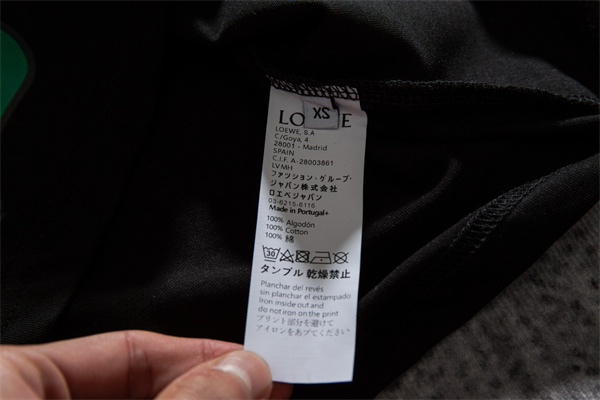 XS
LOEWE, S.A
C/Goya, 4
28001 - Madrid
SPAIN
C.I.F. A-28003861
LVMH
ファッション・グループ・
ジャパン株式会社
ロエベジャパン
03-6215-6116
Made in Portugal+
100% Algodón
100% Cotton
100% 綿
30
タンブル 乾燥禁止
Planchar del revés
sin planchar el estampado
Iron inside out and
do not iron on the print
プリント部分を避けて
アイロンをあててください